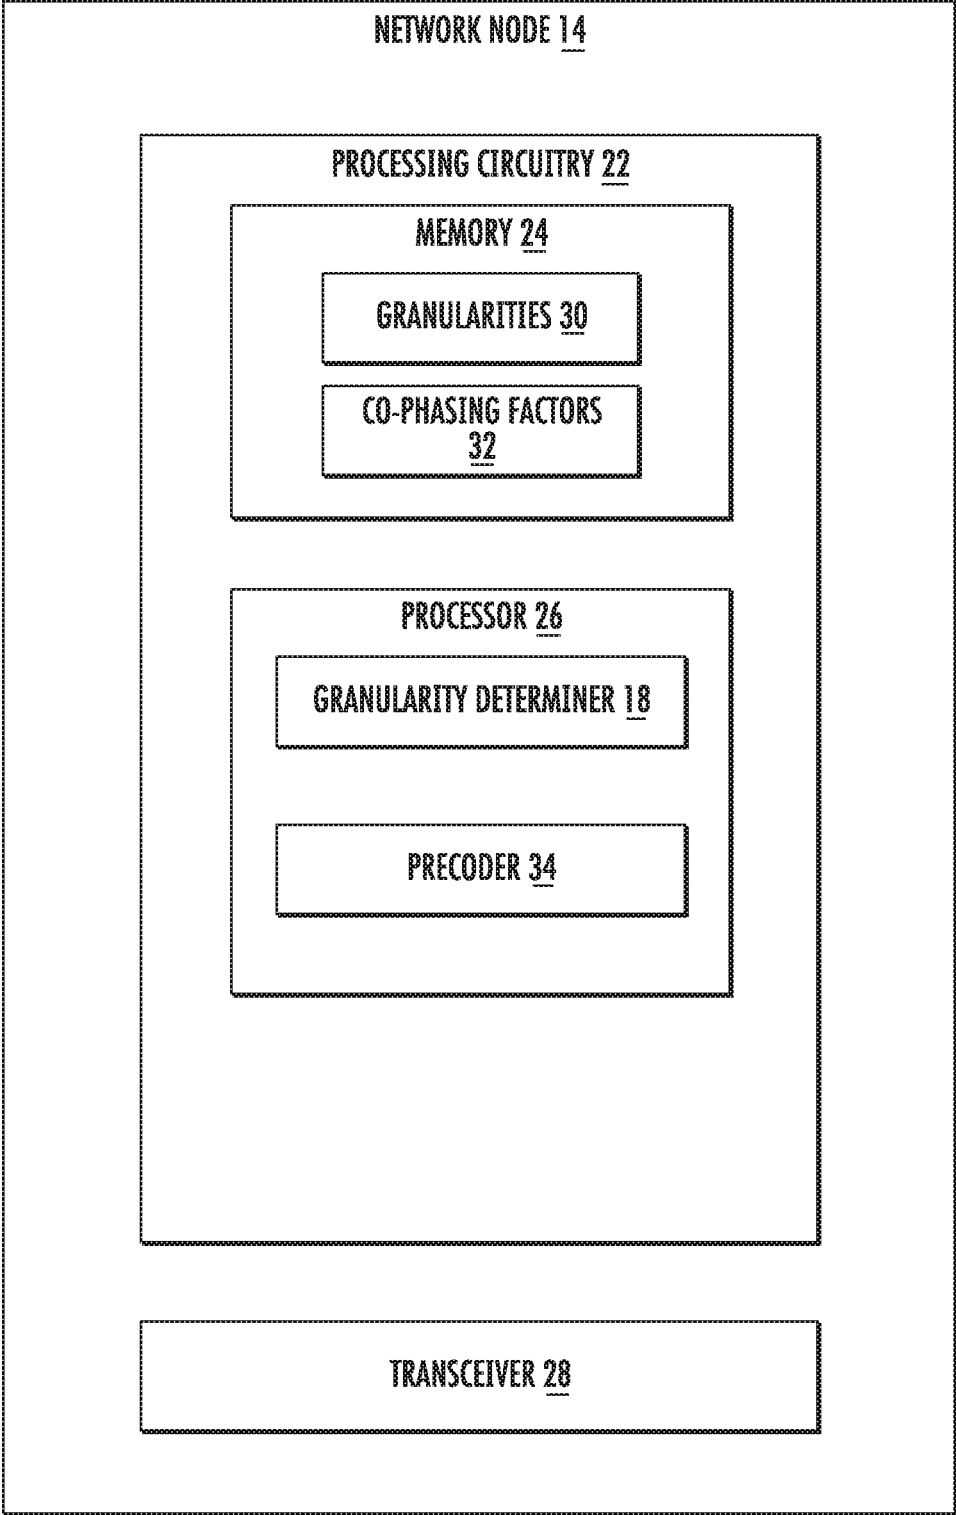 NETWORK NODE 14
PROCESSING CIRCUITRY 22
MEMORY 24
GRANULARITIES 30
CO-PHASING FACTORS
32
PROCESSOR 26
GRANULARITY DETERMINER 18
PRECODER 34
TRANSCEIVER 28